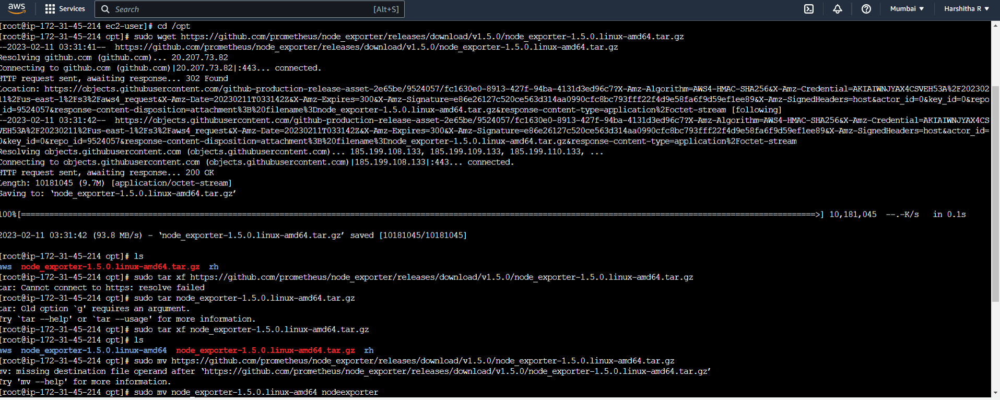 aws Services Search [Alt+S] Mumbai ▼ Harshitha R ▼
[root@ip-172-31-45-214 ec2-user]# cd /opt
[root@ip-172-31-45-214 opt]# sudo wget https://github.com/prometheus/node_exporter/releases/download/v1.5.0/node_exporter-1.5.0.linux-amd64.tar.gz
--2023-02-11 03:31:41--  https://github.com/prometheus/node_exporter/releases/download/v1.5.0/node_exporter-1.5.0.linux-amd64.tar.gz
Resolving github.com (github.com)... 20.207.73.82
Connecting to github.com (github.com)|20.207.73.82|:443... connected.
HTTP request sent, awaiting response... 302 Found
Location: https://objects.githubusercontent.com/github-production-release-asset-2e65be/9524057/fc1630e0-8913-427f-94ba-4131d3ed96c7?X-Amz-Algorithm=AWS4-HMAC-SHA256&X-Amz-Credential=AKIAIWNJYAX4CSVEH53A%2F202302
11%2Fus-east-1%2Fs3%2Faws4_request&X-Amz-Date=20230211T033142Z&X-Amz-Expires=300&X-Amz-Signature=e86e26127c520ce563d314aa0990cfc8bc793fff22f4d9e58fa6f9d59ef1ee89&X-Amz-SignedHeaders=host&actor_id=0&key_id=0&repo
_id=9524057&response-content-disposition=attachment%3B%20filename%3Dnode_exporter-1.5.0.linux-amd64.tar.gz&response-content-type=application%2Foctet-stream [following]
--2023-02-11 03:31:42--  https://objects.githubusercontent.com/github-production-release-asset-2e65be/9524057/fc1630e0-8913-427f-94ba-4131d3ed96c7?X-Amz-Algorithm=AWS4-HMAC-SHA256&X-Amz-Credential=AKIAIWNJYAX4CS
VEH53A%2F20230211%2Fus-east-1%2Fs3%2Faws4_request&X-Amz-Date=20230211T033142Z&X-Amz-Expires=300&X-Amz-Signature=e86e26127c520ce563d314aa0990cfc8bc793fff22f4d9e58fa6f9d59ef1ee89&X-Amz-SignedHeaders=host&actor_id=
0&key_id=0&repo_id=9524057&response-content-disposition=attachment%3B%20filename%3Dnode_exporter-1.5.0.linux-amd64.tar.gz&response-content-type=application%2Foctet-stream
Resolving objects.githubusercontent.com (objects.githubusercontent.com)... 185.199.108.133, 185.199.109.133, 185.199.110.133, ...
Connecting to objects.githubusercontent.com (objects.githubusercontent.com)|185.199.108.133|:443... connected.
HTTP request sent, awaiting response... 200 OK
Length: 10181045 (9.7M) [application/octet-stream]
Saving to: ‘node_exporter-1.5.0.linux-amd64.tar.gz’
100%[=========================================================================>] 10,181,045  --.-K/s   in 0.1s
2023-02-11 03:31:42 (93.8 MB/s) - ‘node_exporter-1.5.0.linux-amd64.tar.gz’ saved [10181045/10181045]
[root@ip-172-31-45-214 opt]# ls
aws  node_exporter-1.5.0.linux-amd64.tar.gz  rh
[root@ip-172-31-45-214 opt]# sudo tar xf https://github.com/prometheus/node_exporter/releases/download/v1.5.0/node_exporter-1.5.0.linux-amd64.tar.gz
tar: Cannot connect to https: resolve failed
[root@ip-172-31-45-214 opt]# sudo tar node_exporter-1.5.0.linux-amd64.tar.gz
tar: Old option `g' requires an argument.
Try `tar --help' or `tar --usage' for more information.
[root@ip-172-31-45-214 opt]# sudo tar xf node_exporter-1.5.0.linux-amd64.tar.gz
[root@ip-172-31-45-214 opt]# ls
aws  node_exporter-1.5.0.linux-amd64  node_exporter-1.5.0.linux-amd64.tar.gz  rh
[root@ip-172-31-45-214 opt]# sudo mv https://github.com/prometheus/node_exporter/releases/download/v1.5.0/node_exporter-1.5.0.linux-amd64.tar.gz
mv: missing destination file operand after ‘https://github.com/prometheus/node_exporter/releases/download/v1.5.0/node_exporter-1.5.0.linux-amd64.tar.gz’
Try 'mv --help' for more information.
[root@ip-172-31-45-214 opt]# sudo mv node_exporter-1.5.0.linux-amd64 nodeexporter